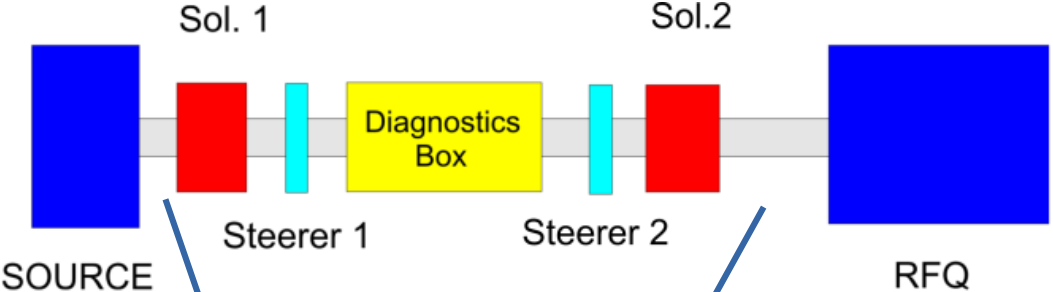 Sol. 1
Sol.2
Diagnostics
Box
Steerer 1
Steerer 2
SOURCE
RFQ